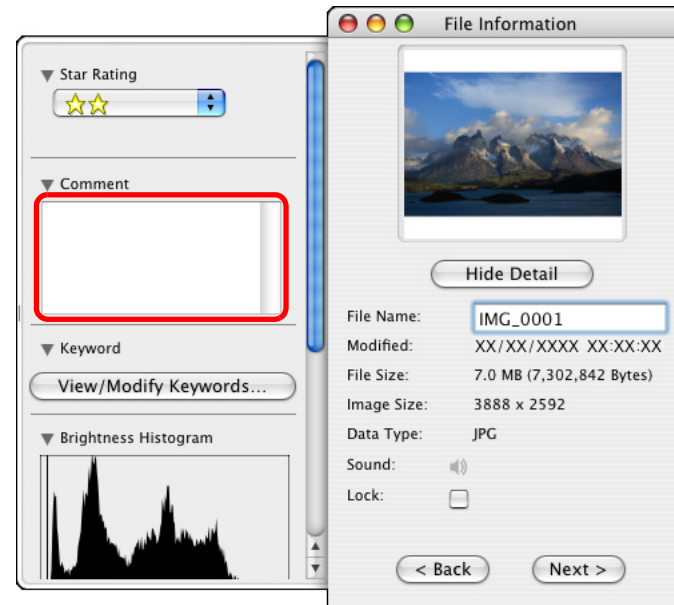 File Information
Star Rating
Comment
Keyword
View/Modify Keywords...
Brightness Histogram
Hide Detail
File Name: IMG_0001
Modified: XX/XX/XXXX XX:XX:XX
File Size: 7.0 MB (7,302,842 Bytes)
Image Size: 3888 x 2592
Data Type: JPG
Sound:
Lock:
< Back Next >